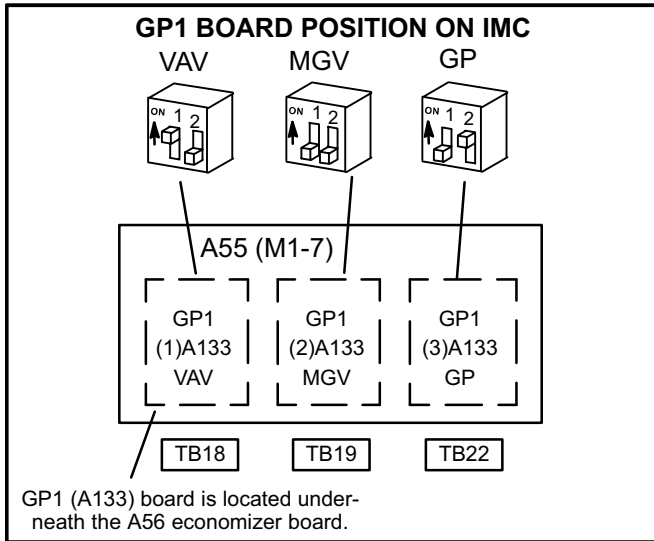 GP1 BOARD POSITION ON IMC
VAV MGV GP
ON 1 2 ON 1 2 ON 1 2
A55 (M1-7)
GP1 GP1 GP1
(1)A133 (2)A133 (3)A133
VAV MGV GP
TB18 TB19 TB22
GP1 (A133) board is located under-
neath the A56 economizer board.